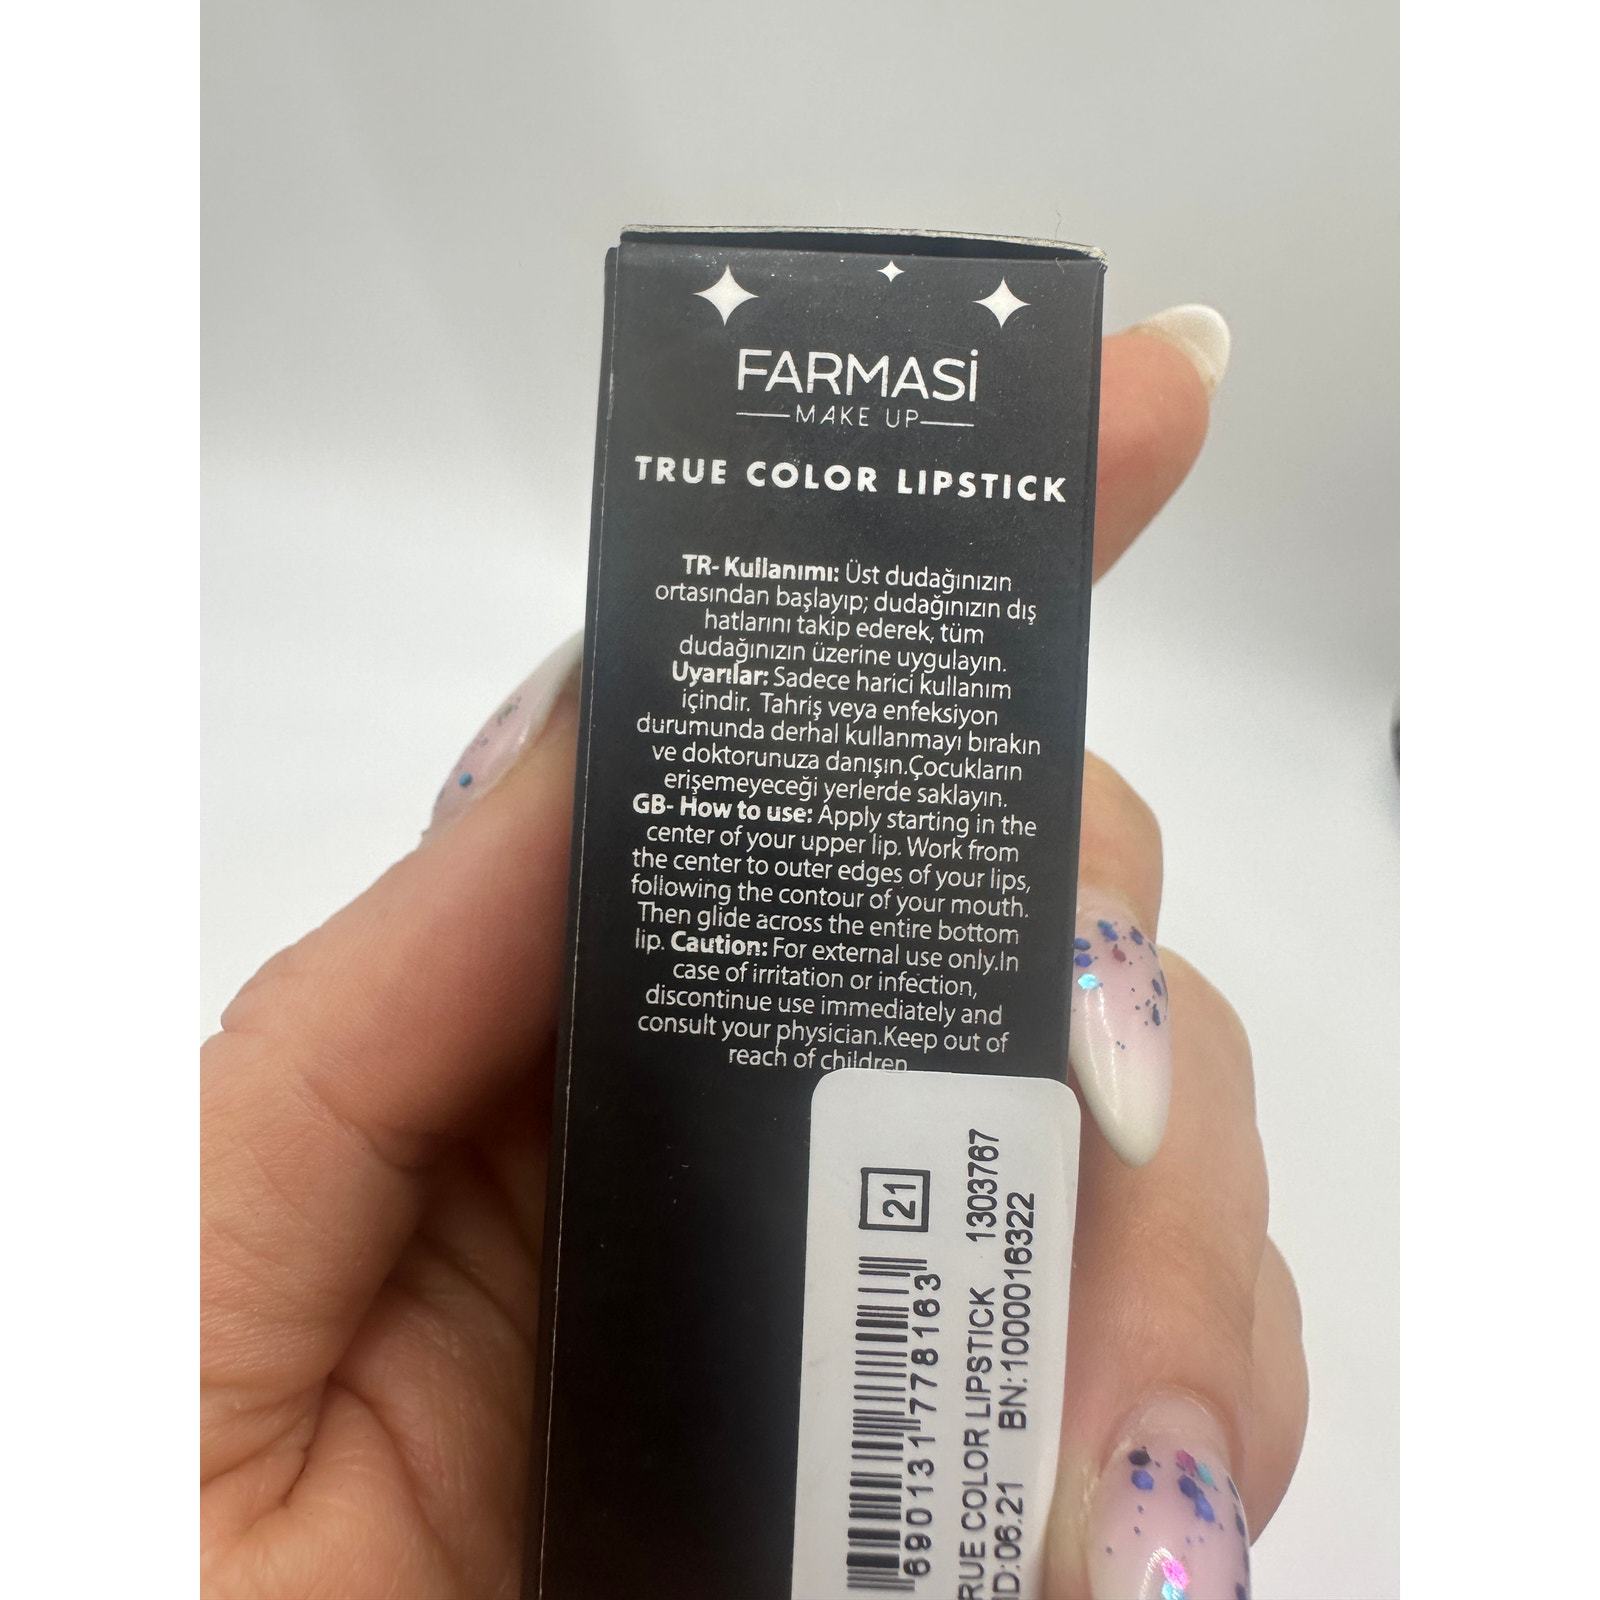 FARMASİ
MAKE UP
TRUE COLOR LIPSTICK
TR- Kullanımı: Üst dudağınızın
ortasından başlayıp; dudağınızın dış
hatlarını takip ederek, tüm
dudağınızın üzerine uygulayın.
Uyarılar: Sadece harici kullanım
içindir. Tahriş veya enfeksiyon
durumunda derhal kullanmayı bırakın
ve doktorunuza danışın.Çocukların
erişemeyeceği yerlerde saklayın.
GB- How to use: Apply starting in the
center of your upper lip. Work from
the center to outer edges of your lips,
following the contour of your mouth.
Then glide across the entire bottom
lip. Caution: For external use only.In
case of irritation or infection,
discontinue use immediately and
consult your physician.Keep out of
reach of children
21
690131778163
RUE COLOR LIPSTICK 1303767
ID:06.21 BN:1000016322